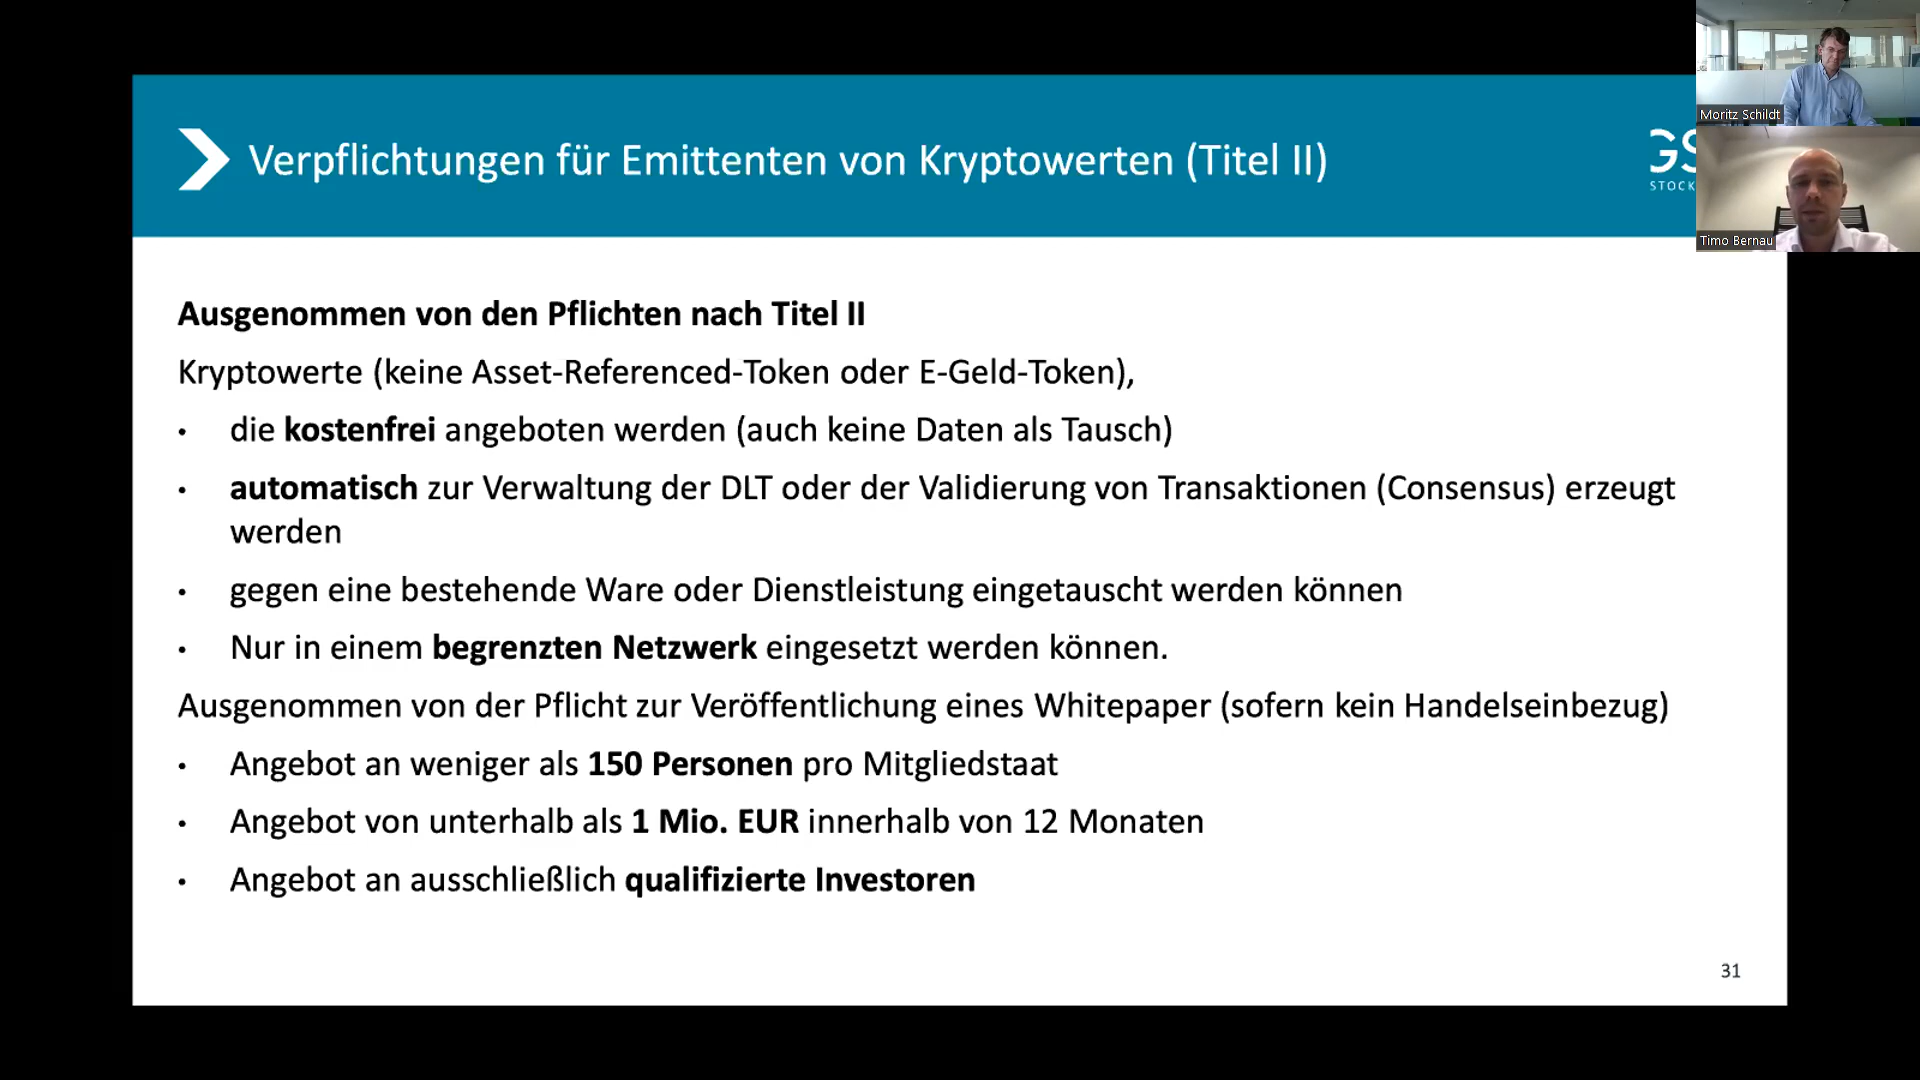 Verpflichtungen für Emittenten von Kryptowerten (Titel II)
GS
STOCK
Moritz Schildt
Timo Bernau
Ausgenommen von den Pflichten nach Titel II
Kryptowerte (keine Asset-Referenced-Token oder E-Geld-Token),
• die kostenfrei angeboten werden (auch keine Daten als Tausch)
• automatisch zur Verwaltung der DLT oder der Validierung von Transaktionen (Consensus) erzeugt
werden
• gegen eine bestehende Ware oder Dienstleistung eingetauscht werden können
• Nur in einem begrenzten Netzwerk eingesetzt werden können.
Ausgenommen von der Pflicht zur Veröffentlichung eines Whitepaper (sofern kein Handelseinbezug)
• Angebot an weniger als 150 Personen pro Mitgliedstaat
• Angebot von unterhalb als 1 Mio. EUR innerhalb von 12 Monaten
• Angebot an ausschließlich qualifizierte Investoren
31